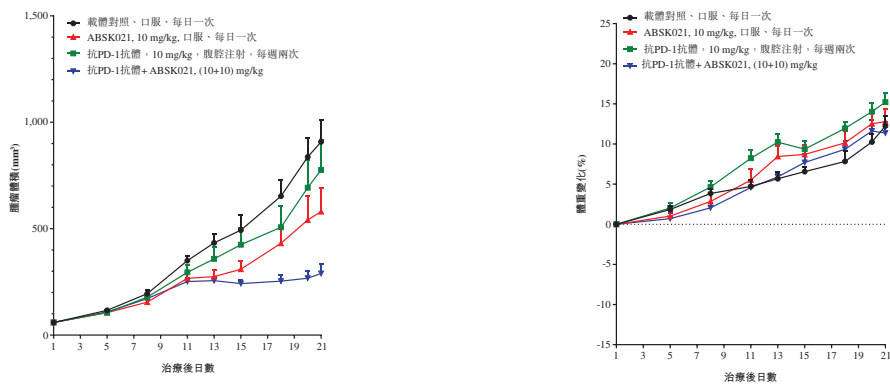 載體對照、口服、每日一次
ABSK021, 10 mg/kg, 口服、每日一次
抗PD-1抗體，10 mg/kg，腹腔注射，每週兩次
抗PD-1抗體+ ABSK021, (10+10) mg/kg
1,500
1,000
500
0
腫瘤體積(mm³)
1 3 5 7 9 11 13 15 17 19 21
治療後日數
載體對照、口服、每日一次
ABSK021, 10 mg/kg, 口服、每日一次
抗PD-1抗體，10 mg/kg，腹腔注射，每週兩次
抗PD-1抗體+ ABSK021, (10+10) mg/kg
25
20
15
10
5
0
-5
-10
-15
體重變化(%)
1 3 5 7 9 11 13 15 17 19 21
治療後日數